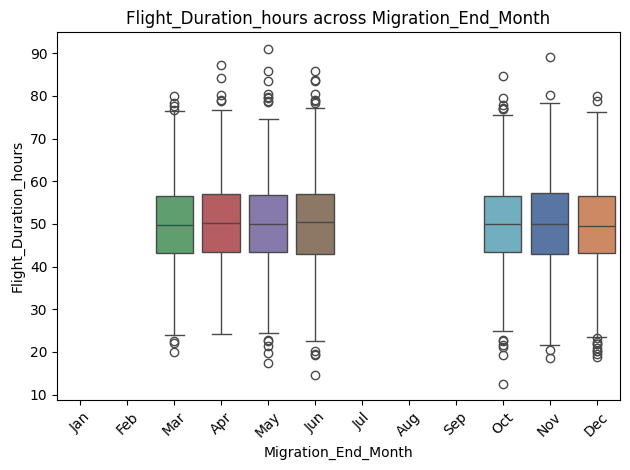 Flight_Duration_hours across Migration_End_Month
Flight_Duration_hours
90
80
70
60
50
40
30
20
10
Jan Feb Mar Apr May Jun Jul Aug Sep Oct Nov Dec
Migration_End_Month